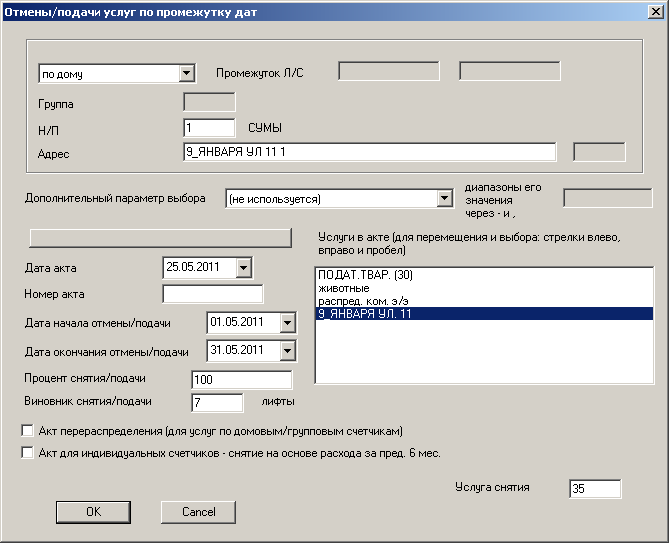 Отмены/подачи услуг по промежутку дат
по дому
Промежуток Л/С
Группа
Н/П
1
СУМЫ
Адрес
9_ЯНВАРЯ УЛ 11 1
Дополнительный параметр выбора
(не используется)
диапазоны его
значения
через - и ,
Услуги в акте (для перемещения и выбора: стрелки влево,
вправо и пробел)
Дата акта
25.05.2011
Номер акта
Дата начала отмены/подачи
01.05.2011
Дата окончания отмены/подачи
31.05.2011
Процент снятия/подачи
100
Виновник снятия/подачи
7
лифты
ПОДАТ.ТВАР. (30)
животные
распред. ком. э/э
9_ЯНВАРЯ УЛ. 11
Акт перераспределения (для услуг по домовым/групповым счетчикам)
Акт для индивидуальных счетчиков - снятие на основе расхода за пред. 6 мес.
Услуга снятия
35
OK
Cancel